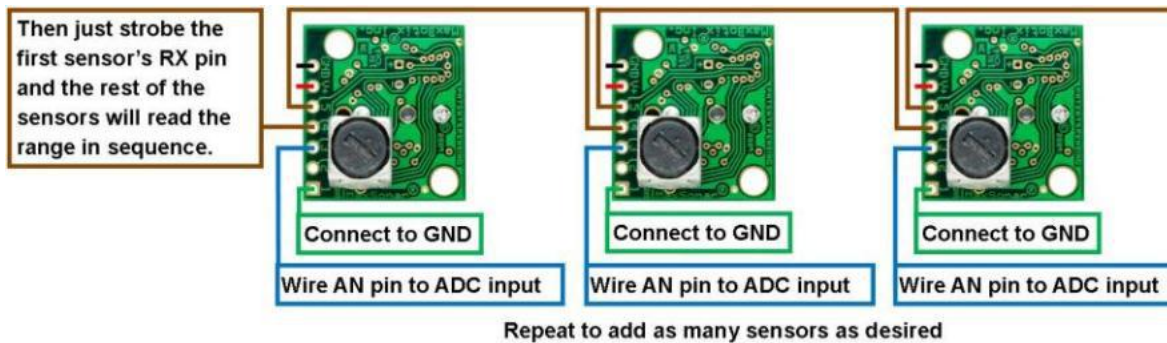 Then just strobe the
first sensor's RX pin
and the rest of the
sensors will read the
range in sequence.
Connect to GND
Connect to GND
Connect to GND
Wire AN pin to ADC input
Wire AN pin to ADC input
Wire AN pin to ADC input
Repeat to add as many sensors as desired